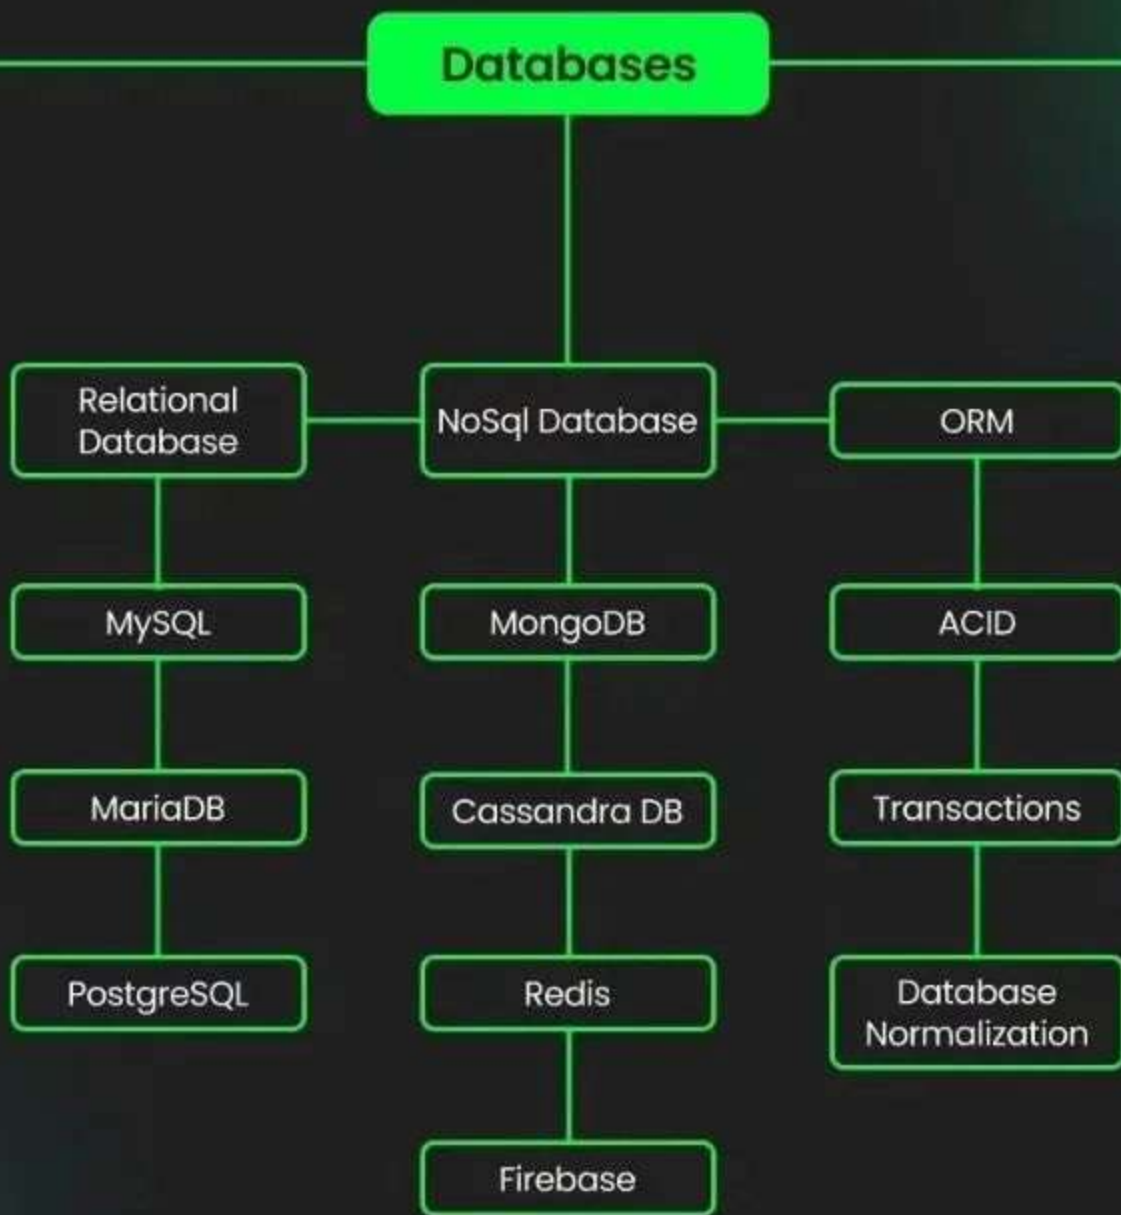 Databases
Relational
Database
NoSql Database
ORM
MySQL
MongoDB
ACID
MariaDB
Cassandra DB
Transactions
PostgreSQL
Redis
Database
Normalization
Firebase